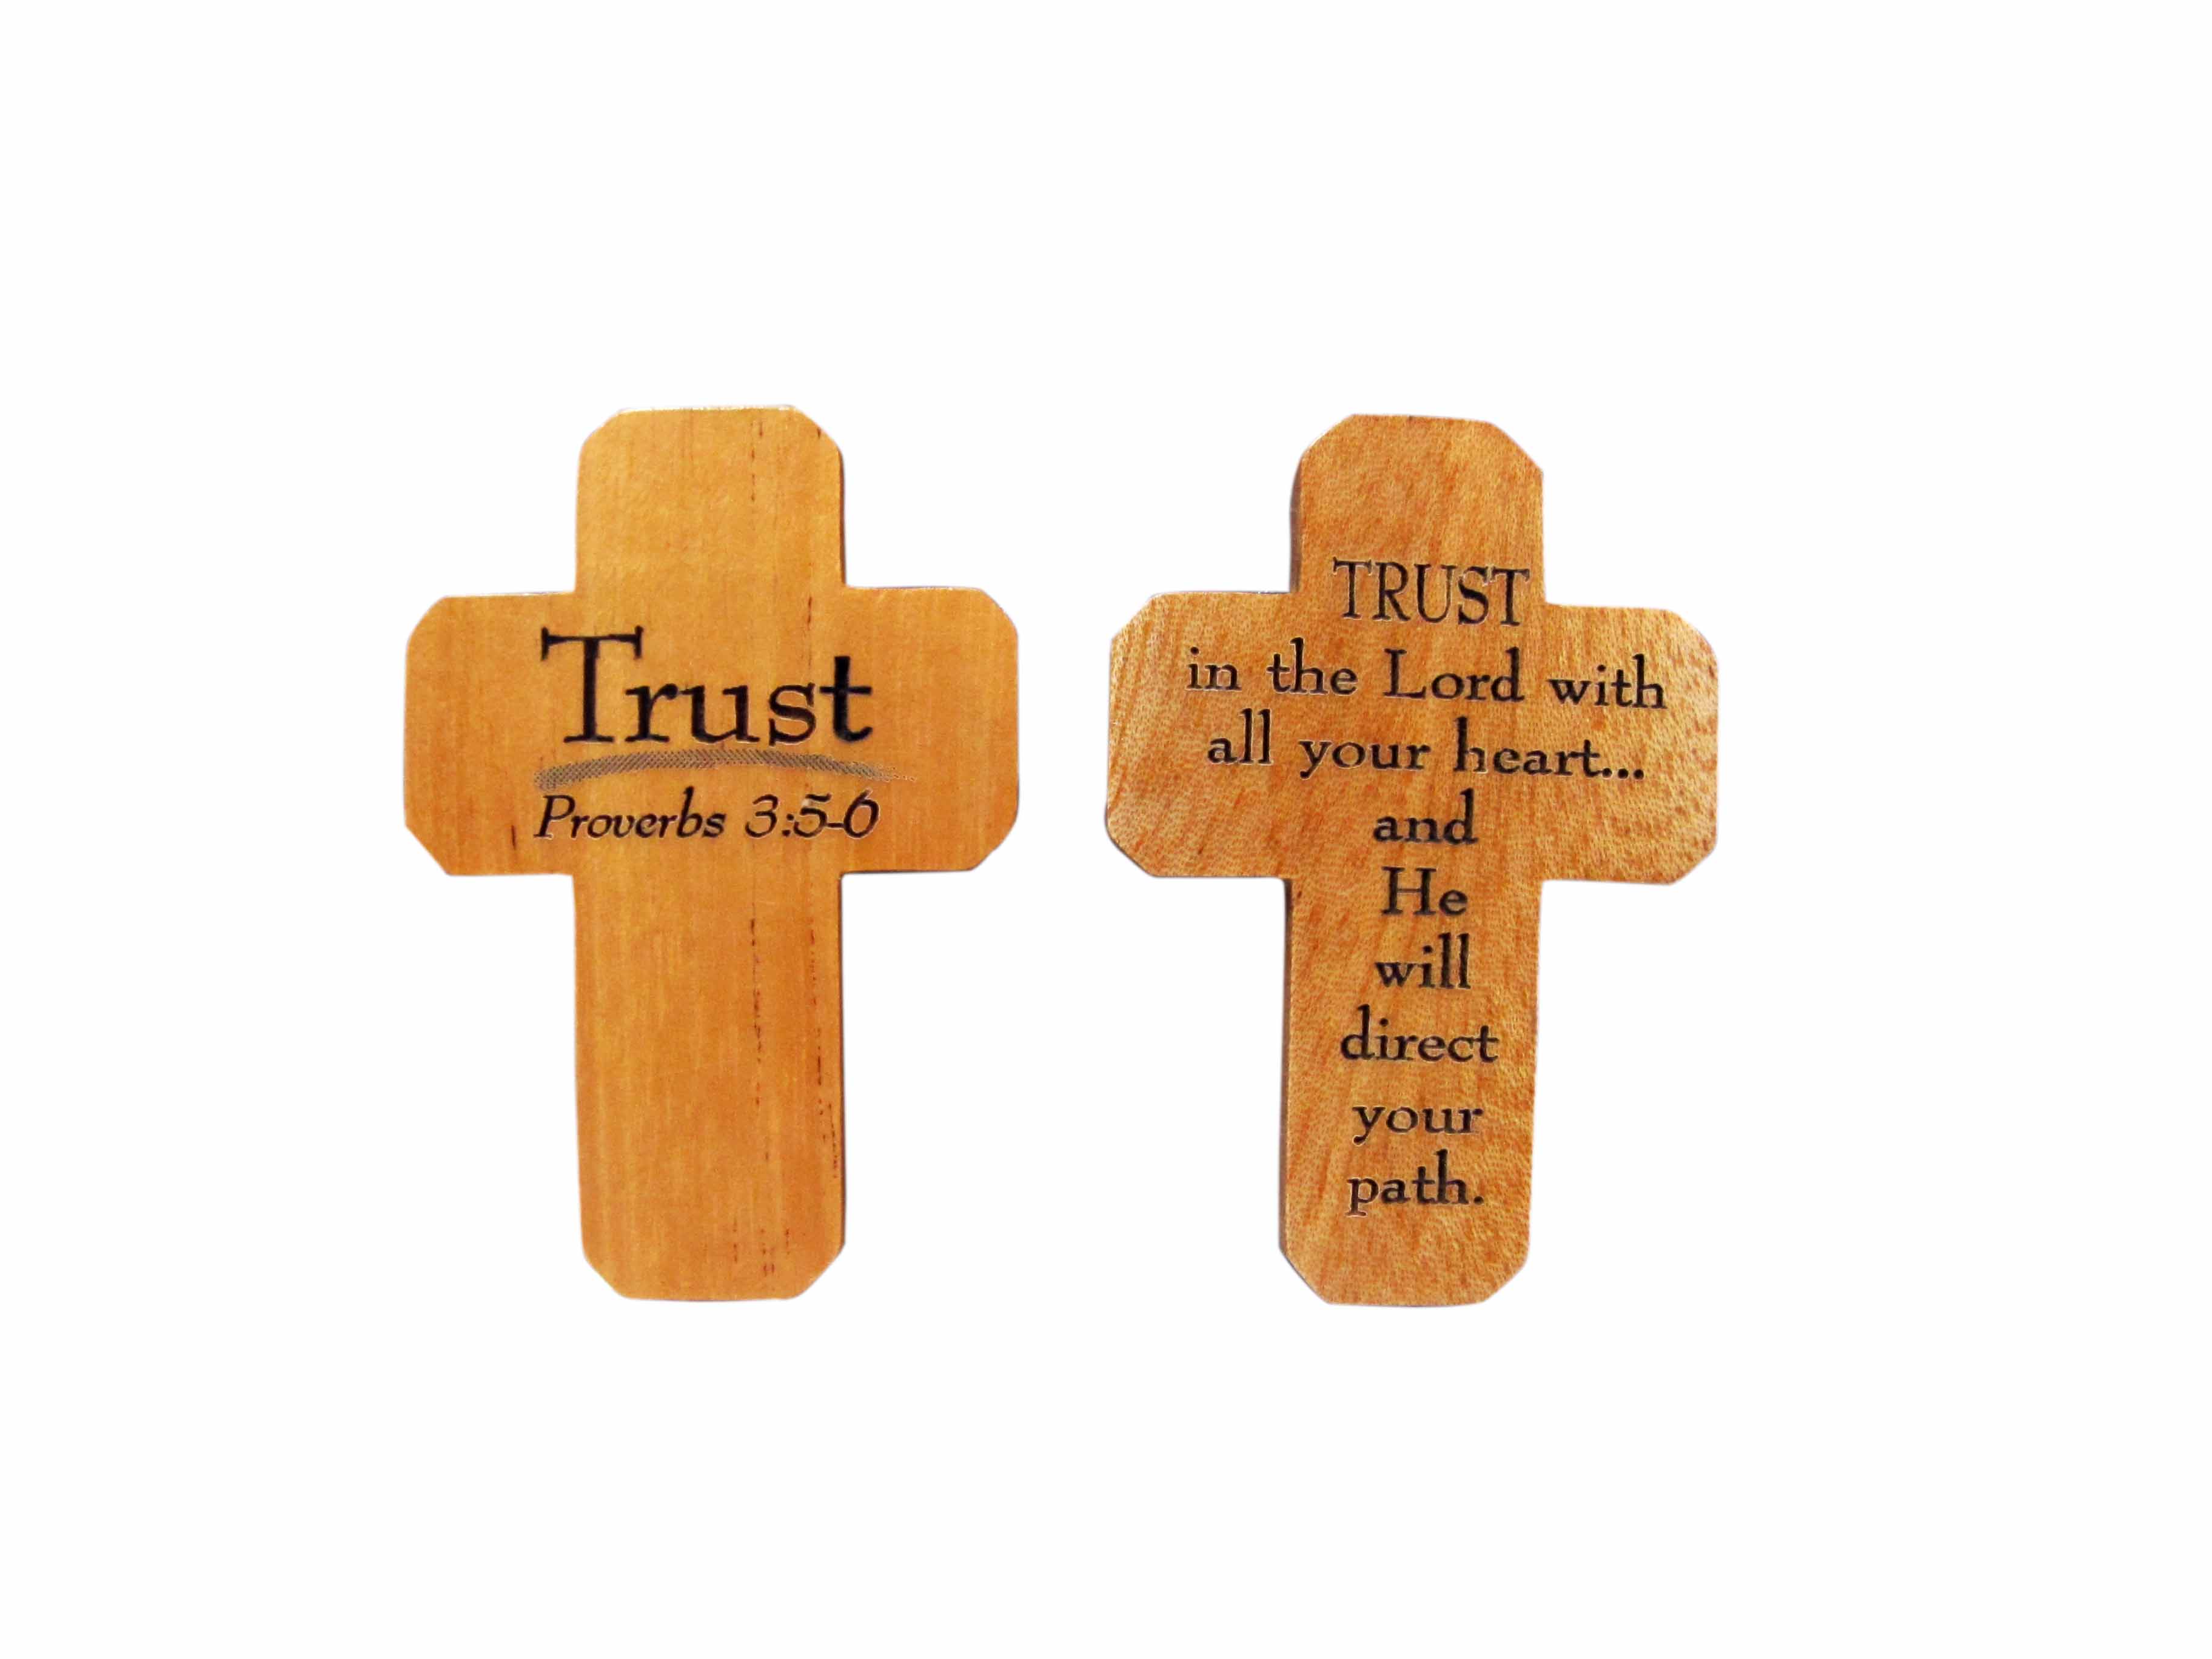 Trust
Proverbs 3:5-6
TRUST
in the Lord with
all your heart...
and
He
will
direct
your
path.